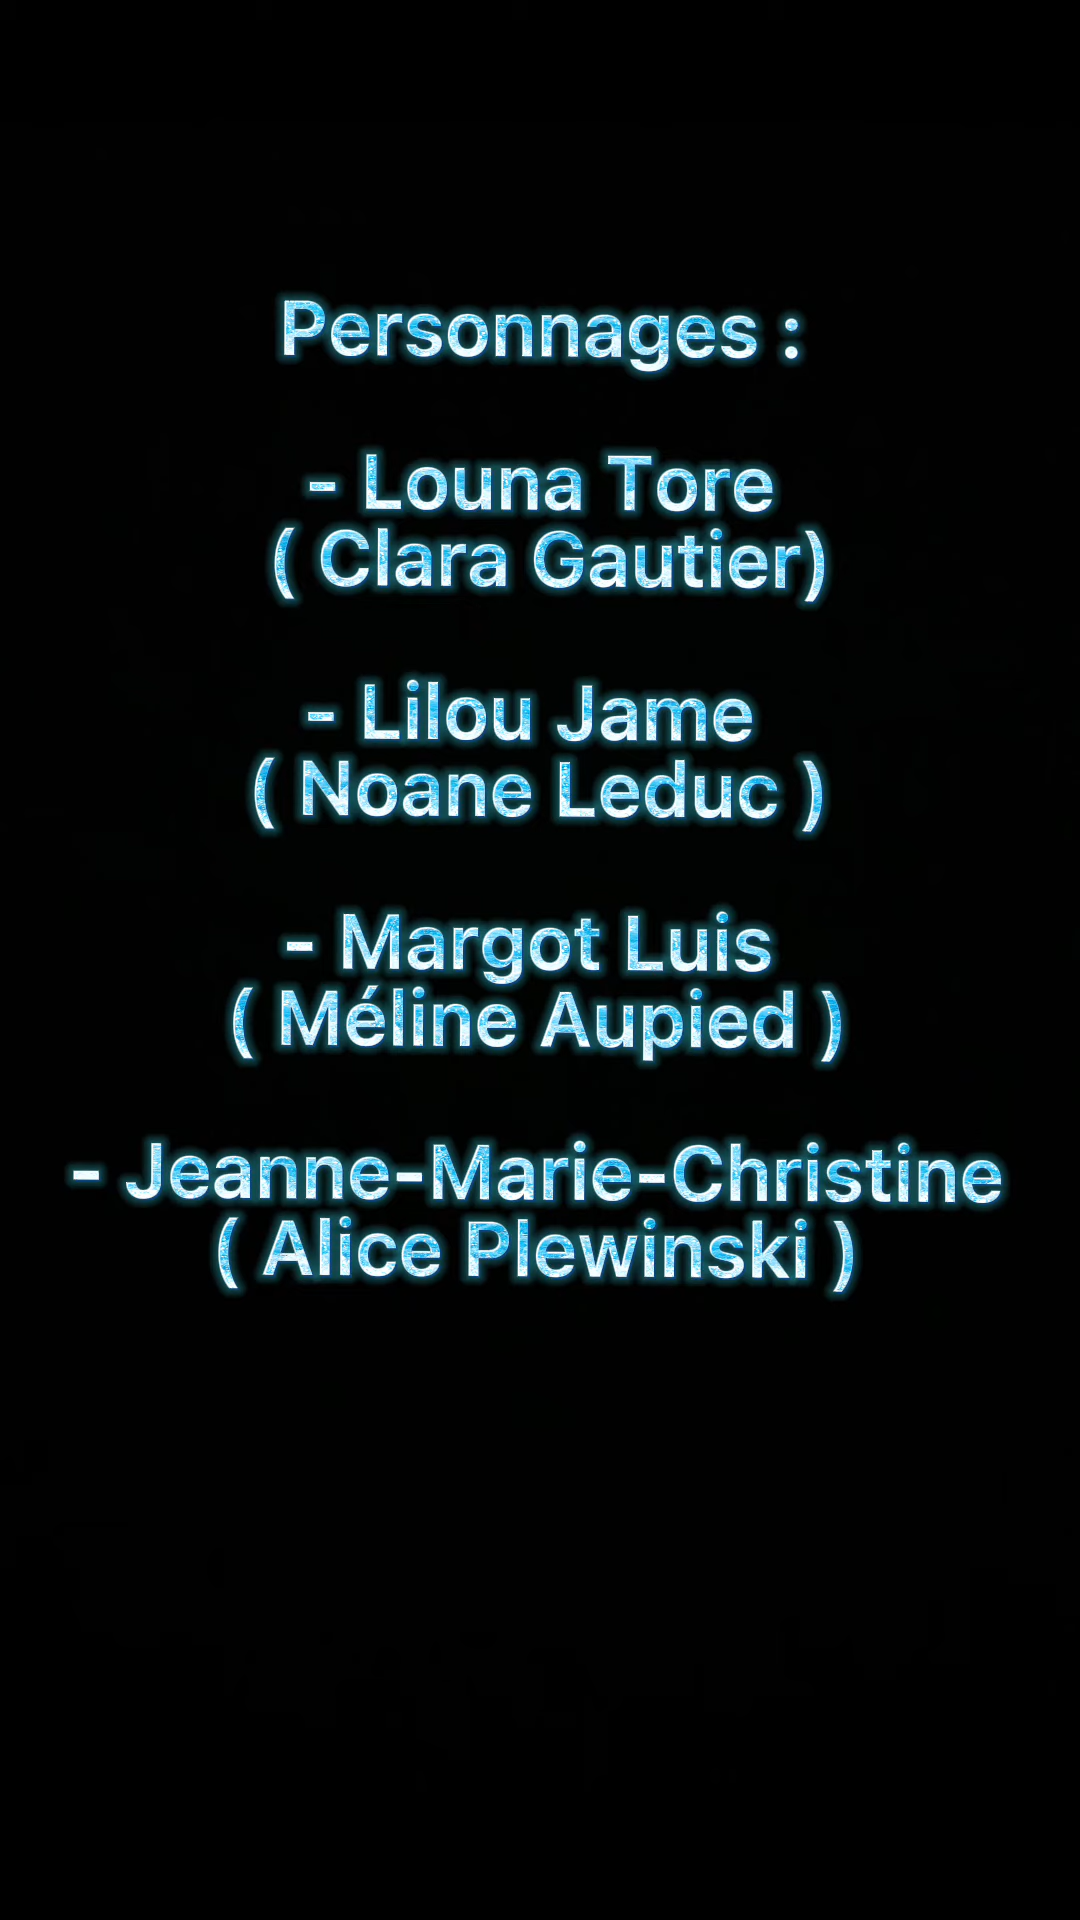 Personnages :
- Louna Tore
( Clara Gautier)
- Lilou Jame
( Noane Leduc )
- Margot Luis
( Méline Aupied )
- Jeanne-Marie-Christine
( Alice Plewinski )